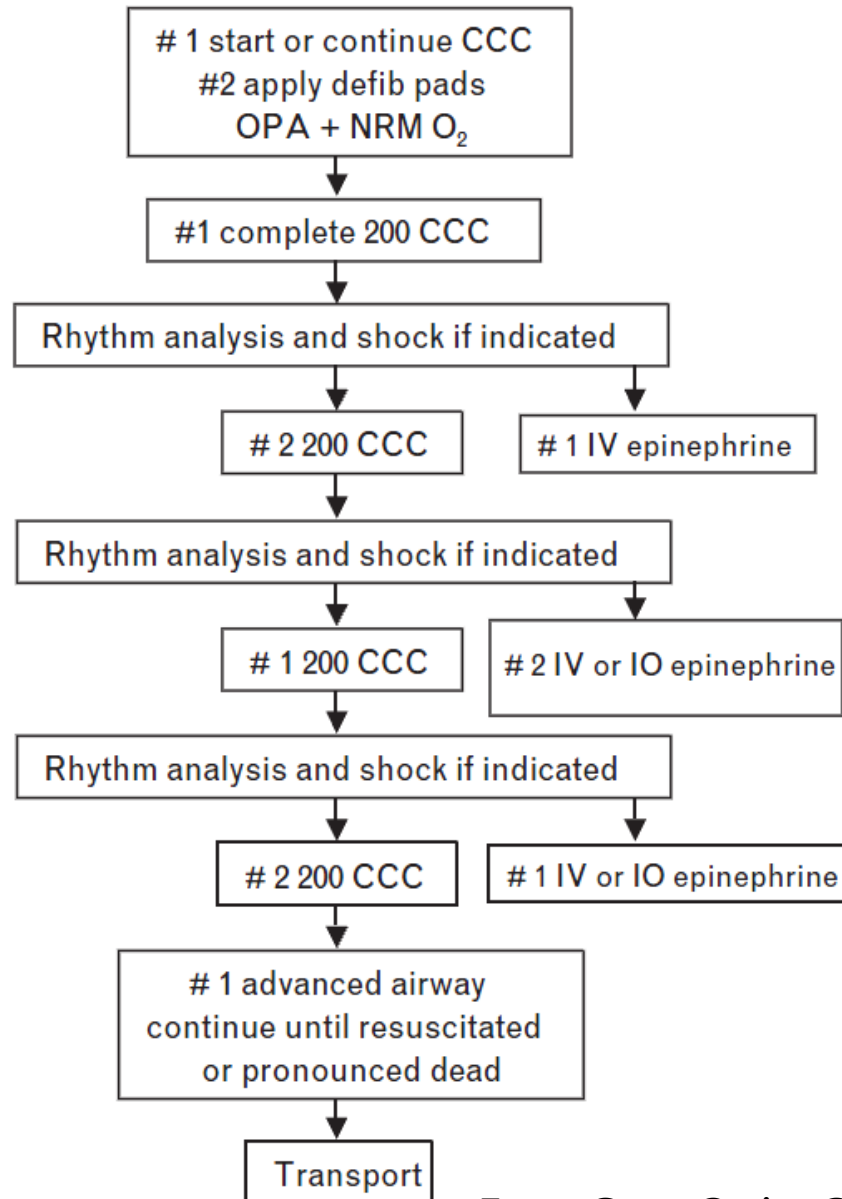 # 1 start or continue CCC
#2 apply defib pads
OPA + NRM O₂
#1 complete 200 CCC
Rhythm analysis and shock if indicated
# 2 200 CCC
# 1 IV epinephrine
Rhythm analysis and shock if indicated
# 1 200 CCC
# 2 IV or IO epinephrine
Rhythm analysis and shock if indicated
# 2 200 CCC
# 1 IV or IO epinephrine
# 1 advanced airway
continue until resuscitated
or pronounced dead
Transport